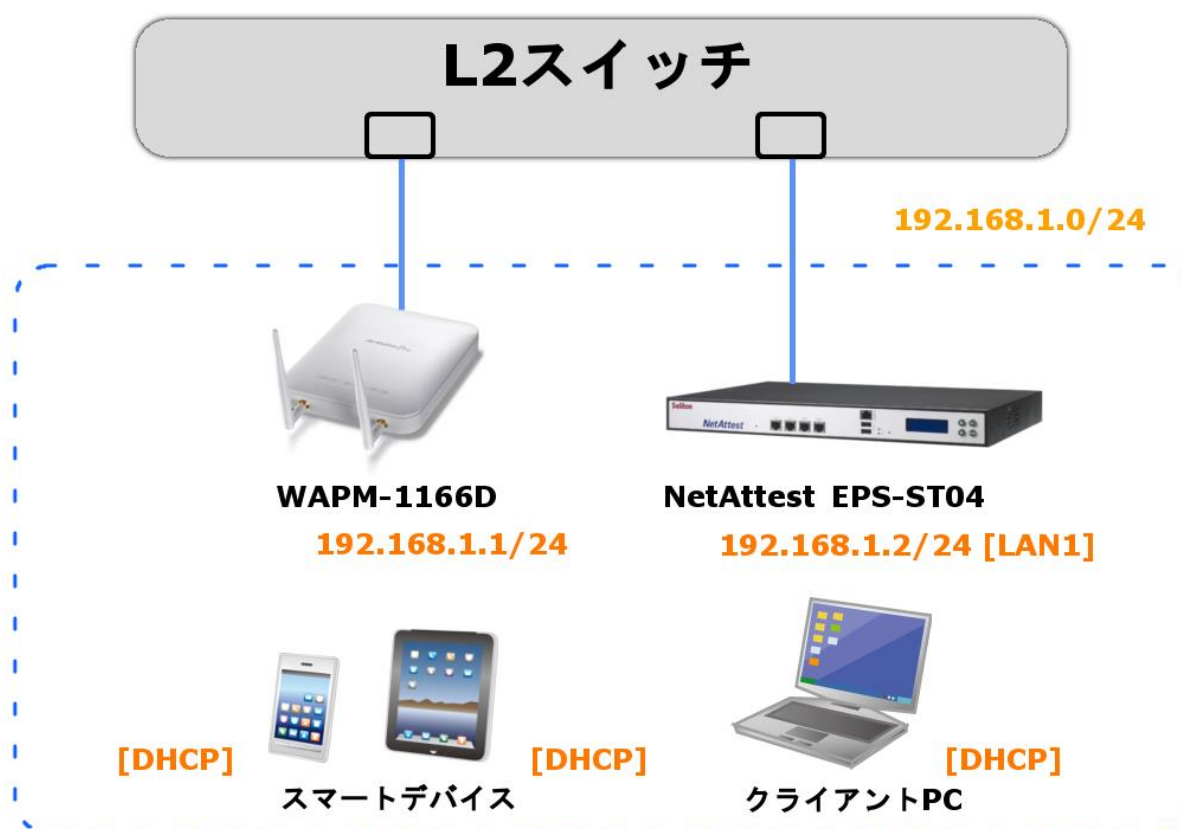 L2スイッチ
192.168.1.0/24
Soliton
NetAttest
WAPM-1166D
NetAttest EPS-ST04
192.168.1.1/24
192.168.1.2/24 [LAN1]
[DHCP]
[DHCP]
[DHCP]
スマートデバイス
クライアントPC